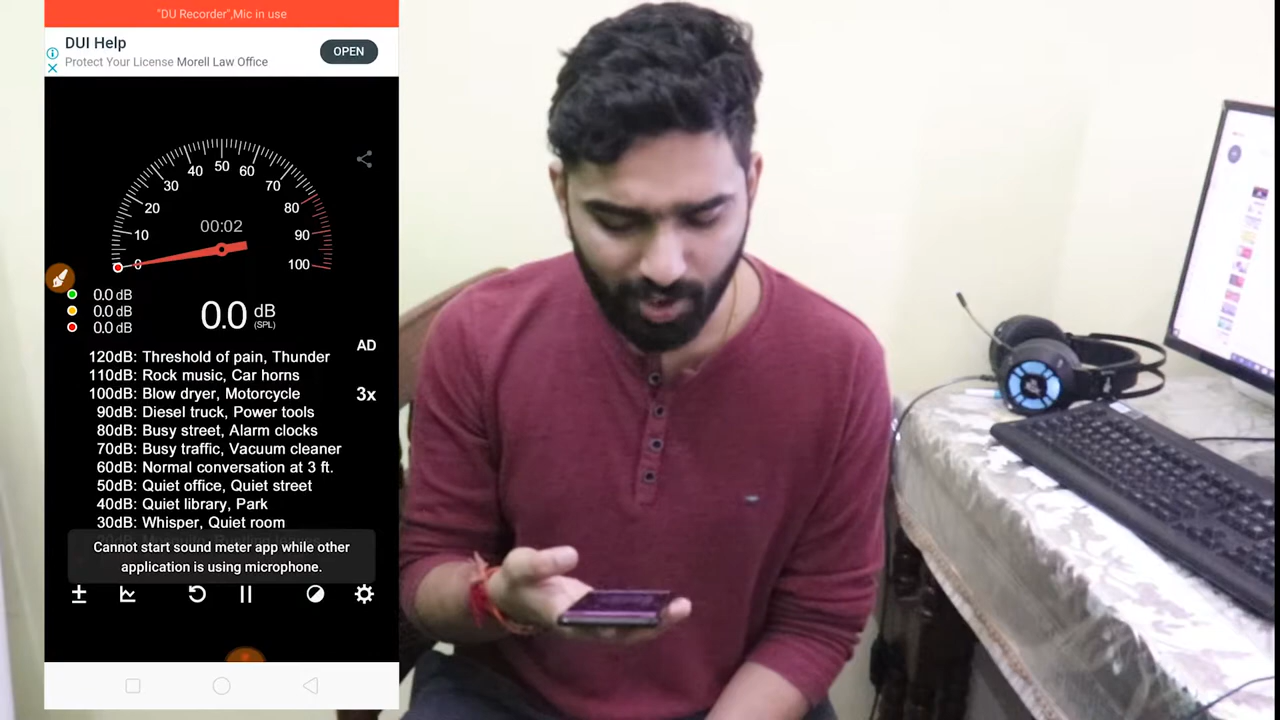 "DU Recorder",Mic in use
DUI Help
Protect Your License Morell Law Office
OPEN
0
10
20
30
40
50
60
70
80
90
100
00:02
0.0 dB
0.0 dB
0.0 dB
0.0 dB
(SPL)
AD
3x
120dB: Threshold of pain, Thunder
110dB: Rock music, Car horns
100dB: Blow dryer, Motorcycle
90dB: Diesel truck, Power tools
80dB: Busy street, Alarm clocks
70dB: Busy traffic, Vacuum cleaner
60dB: Normal conversation at 3 ft.
50dB: Quiet office, Quiet street
40dB: Quiet library, Park
30dB: Whisper, Quiet room
Cannot start sound meter app while other
application is using microphone.